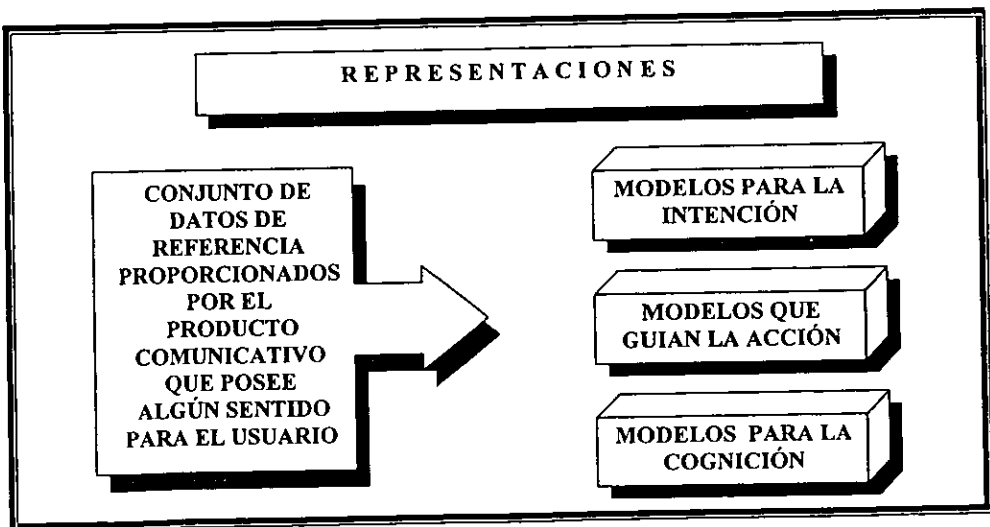 REPRESENTACIONES
CONJUNTO DE
DATOS DE
REFERENCIA
PROPORCIONADOS
POR EL
PRODUCTO
COMUNICATIVO
QUE POSEE
ALGÚN SENTIDO
PARA EL USUARIO
MODELOS PARA LA
INTENCIÓN
MODELOS QUE
GUIAN LA ACCIÓN
MODELOS PARA LA
COGNICIÓN